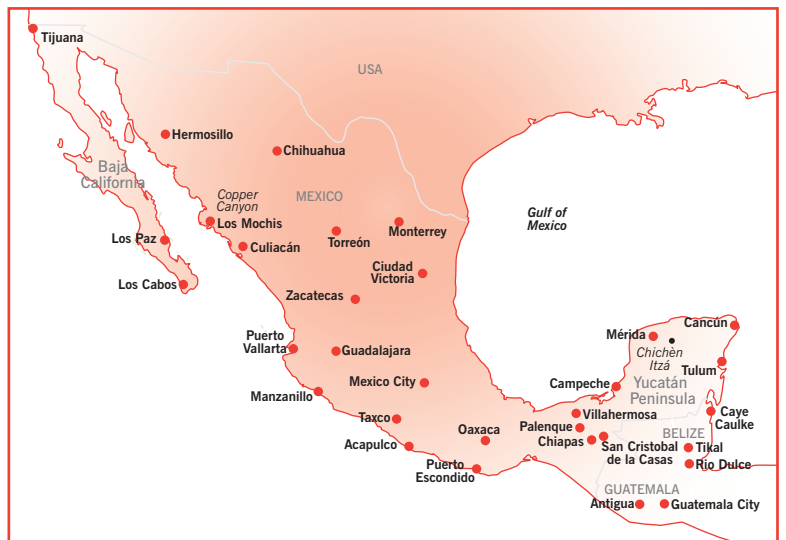 Tijuana
USA
Hermosillo
Chihuahua
Baja
California
Copper
Canyon
MEXICO
Los Mochis
Monterrey
Gulf of
Mexico
Los Paz
Culiacán
Torreón
Ciudad
Victoria
Los Cabos
Zacatecas
Puerto
Vallarta
Guadalajara
Mérida
Cancún
Chichèn
Itzá
Tulum
Mexico City
Campeche
Yucatán
Peninsula
Manzanillo
Taxco
Villahermosa
Caye
Caulke
Acapulco
Oaxaca
Palenque
Chiapas
BELIZE
San Cristobal
de la Casas
Tikal
Puerto
Escondido
Rio Dulce
GUATEMALA
Antigua
Guatemala City